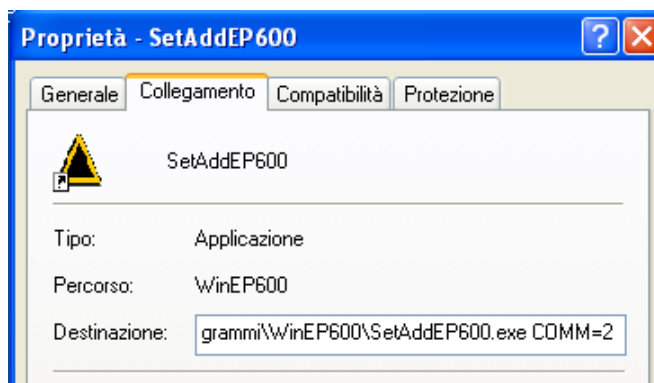 Proprietà - SetAddEP600
Generale Collegamento Compatibilità Protezione
SetAddEP600
Tipo: Applicazione
Percorso: WinEP600
Destinazione: grammi\WinEP600\SetAddEP600.exe COMM=2